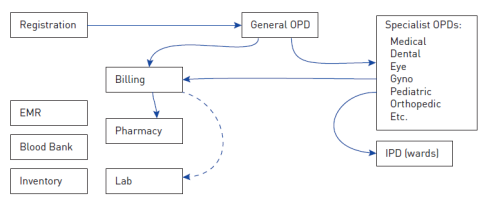 Registration
General OPD
Specialist OPDs:
Medical
Dental
Eye
Gyno
Pediatric
Orthopedic
Etc.
Billing
EMR
Pharmacy
Blood Bank
IPD (wards)
Inventory
Lab